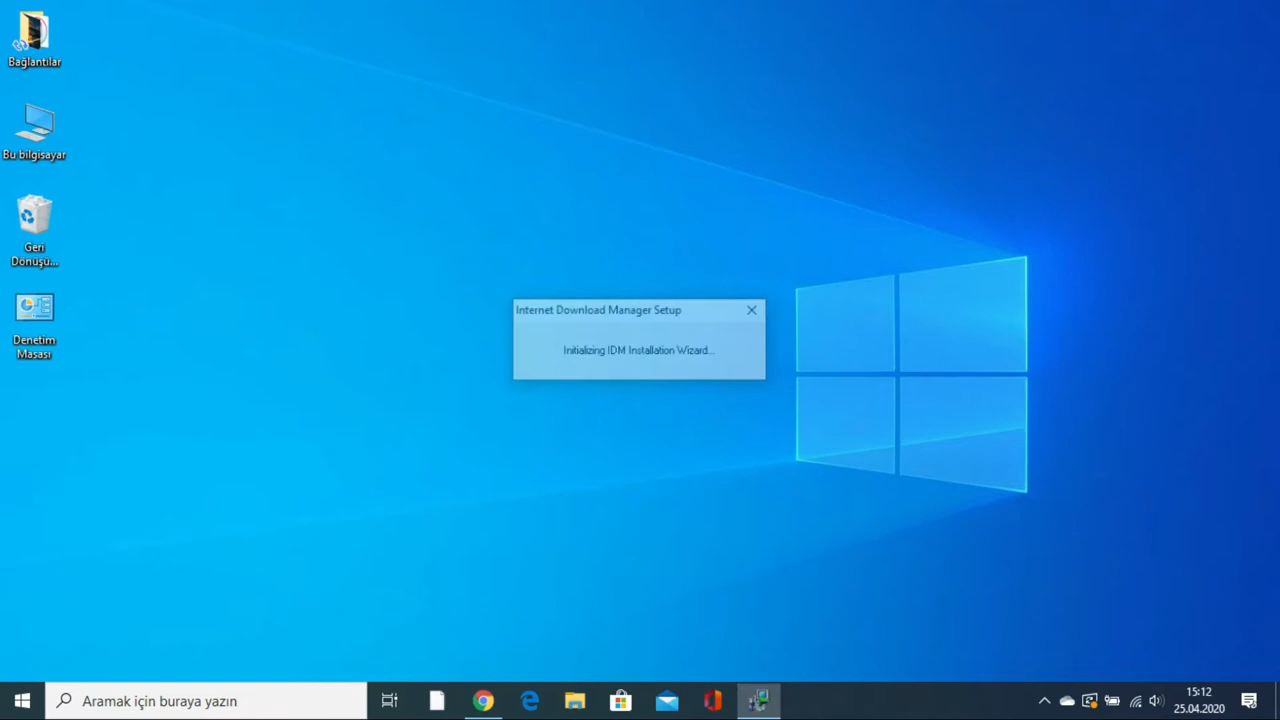 Bağlantılar
Bu bilgisayar
Geri
Dönüşü...
Denetim
Masası
Internet Download Manager Setup
Initializing IDM Installation Wizard...
Aramak için buraya yazın
15:12
25.04.2020